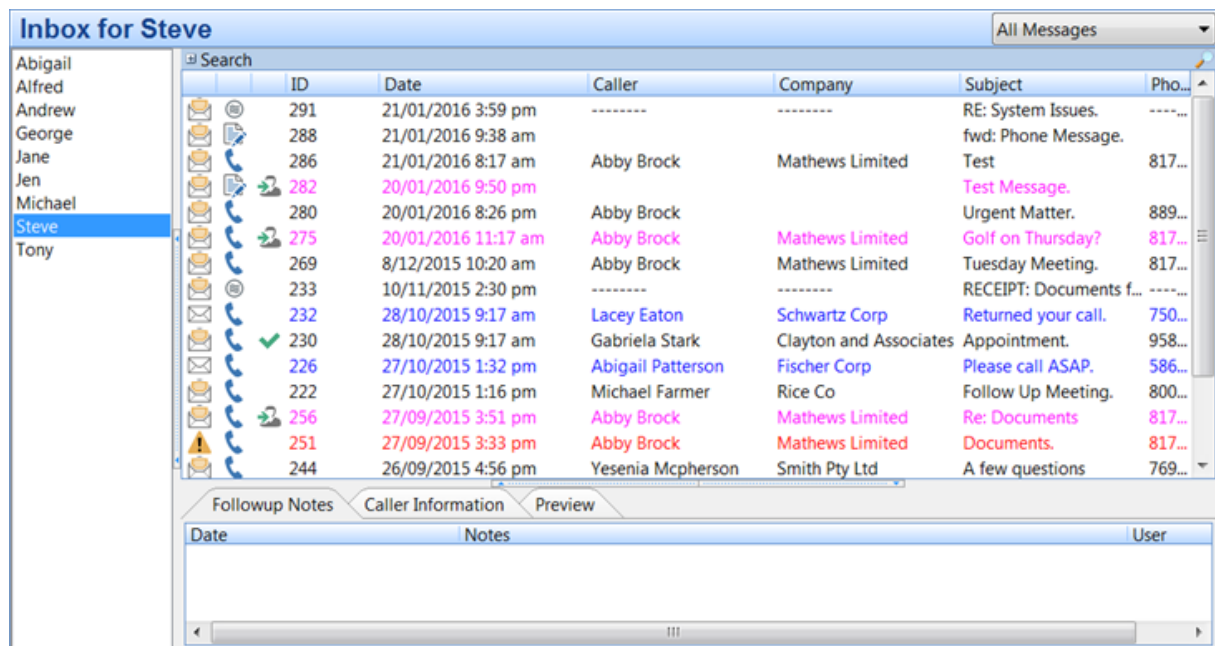 Inbox for Steve
All Messages
Abigail
Alfred
Andrew
George
Jane
Jen
Michael
Steve
Tony
Search
ID Date Caller Company Subject Pho...
291 21/01/2016 3:59 pm -------- -------- RE: System Issues. ----...
288 21/01/2016 9:38 am fwd: Phone Message.
286 21/01/2016 8:17 am Abby Brock Mathews Limited Test 817...
282 20/01/2016 9:50 pm Test Message.
280 20/01/2016 8:26 pm Abby Brock Urgent Matter. 889...
275 20/01/2016 11:17 am Abby Brock Mathews Limited Golf on Thursday? 817...
269 8/12/2015 10:20 am Abby Brock Mathews Limited Tuesday Meeting. 817...
233 10/11/2015 2:30 pm -------- -------- RECEIPT: Documents f... ----...
232 28/10/2015 9:17 am Lacey Eaton Schwartz Corp Returned your call. 750...
230 28/10/2015 9:17 am Gabriela Stark Clayton and Associates Appointment. 958...
226 27/10/2015 1:32 pm Abigail Patterson Fischer Corp Please call ASAP. 586...
222 27/10/2015 1:16 pm Michael Farmer Rice Co Follow Up Meeting. 800...
256 27/09/2015 3:51 pm Abby Brock Mathews Limited Re: Documents 817...
251 27/09/2015 3:33 pm Abby Brock Mathews Limited Documents. 817...
244 26/09/2015 4:56 pm Yesenia Mcpherson Smith Pty Ltd A few questions 769...
Followup Notes Caller Information Preview
Date Notes User